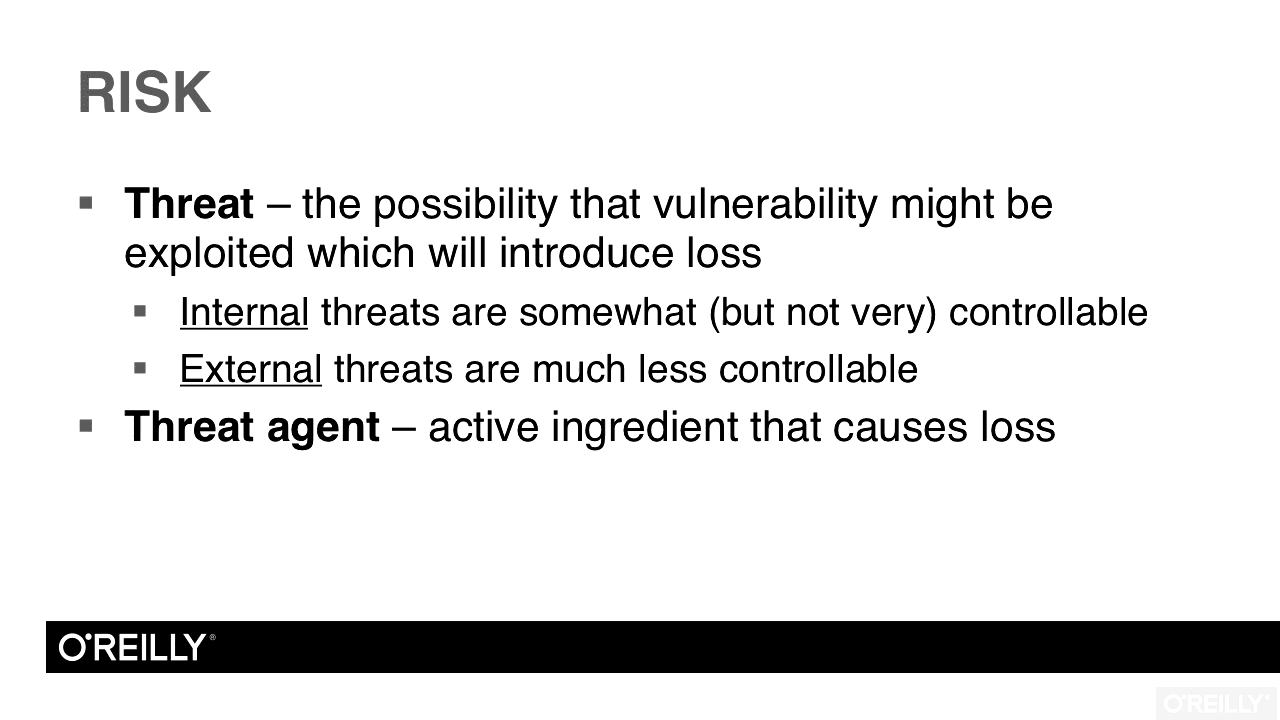 RISK
▪ Threat – the possibility that vulnerability might be
exploited which will introduce loss
▪ Internal threats are somewhat (but not very) controllable
▪ External threats are much less controllable
▪ Threat agent – active ingredient that causes loss
O'REILLY®
O'REILLY®